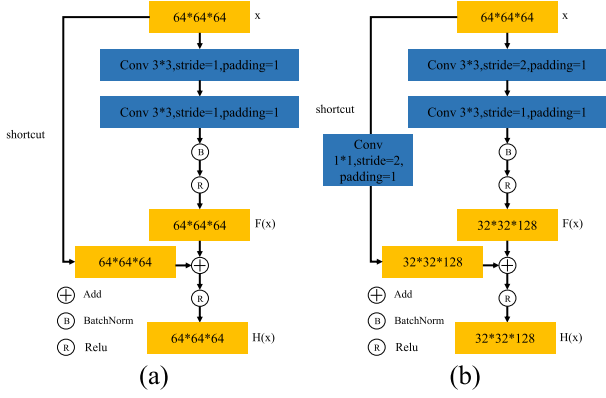 64*64*64
x
Conv 3*3,stride=1,padding=1
Conv 3*3,stride=1,padding=1
shortcut
B
R
64*64*64
F(x)
64*64*64
Add
R
B
BatchNorm
R
Relu
64*64*64
H(x)
(a)
64*64*64
x
Conv 3*3,stride=2,padding=1
shortcut
Conv 3*3,stride=1,padding=1
Conv
1*1,stride=2,
padding=1
B
R
32*32*128
F(x)
32*32*128
Add
R
B
BatchNorm
R
Relu
32*32*128
H(x)
(b)